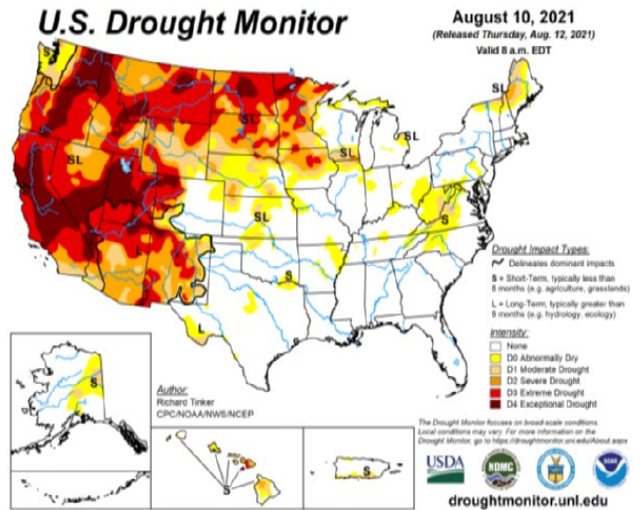 U.S. Drought Monitor
August 10, 2021
(Released Thursday, Aug. 12, 2021)
Valid 8 a.m. EDT
S
SL
SL
SL
SL
SL
SL
S
SL
S
L
S
S
S
Drought Impact Types:
Delineates dominant impacts
S = Short-Term, typically less than
6 months (e.g. agriculture, grasslands)
L = Long-Term, typically greater than
6 months (e.g. hydrology, ecology)
Intensity:
None
D0 Abnormally Dry
D1 Moderate Drought
D2 Severe Drought
D3 Extreme Drought
D4 Exceptional Drought
Author:
Richard Tinker
CPC/NOAA/NWS/NCEP
The Drought Monitor focuses on broad-scale conditions.
Local conditions may vary. For more information on the
Drought Monitor, go to https://droughtmonitor.unl.edu/About.aspx
USDA
NDMC
NOAA
droughtmonitor.unl.edu